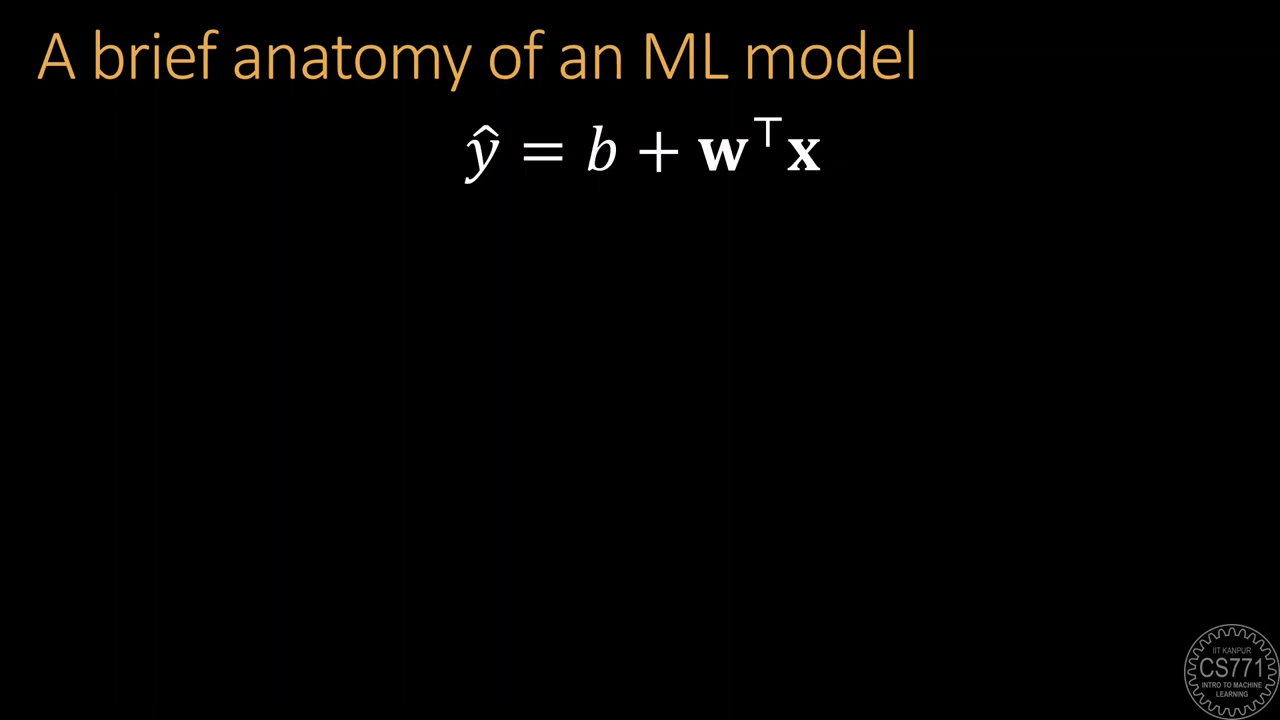 A brief anatomy of an ML model
ŷ = b + w⊤x
IIT KANPUR
CS771
INTRO TO MACHINE
LEARNING